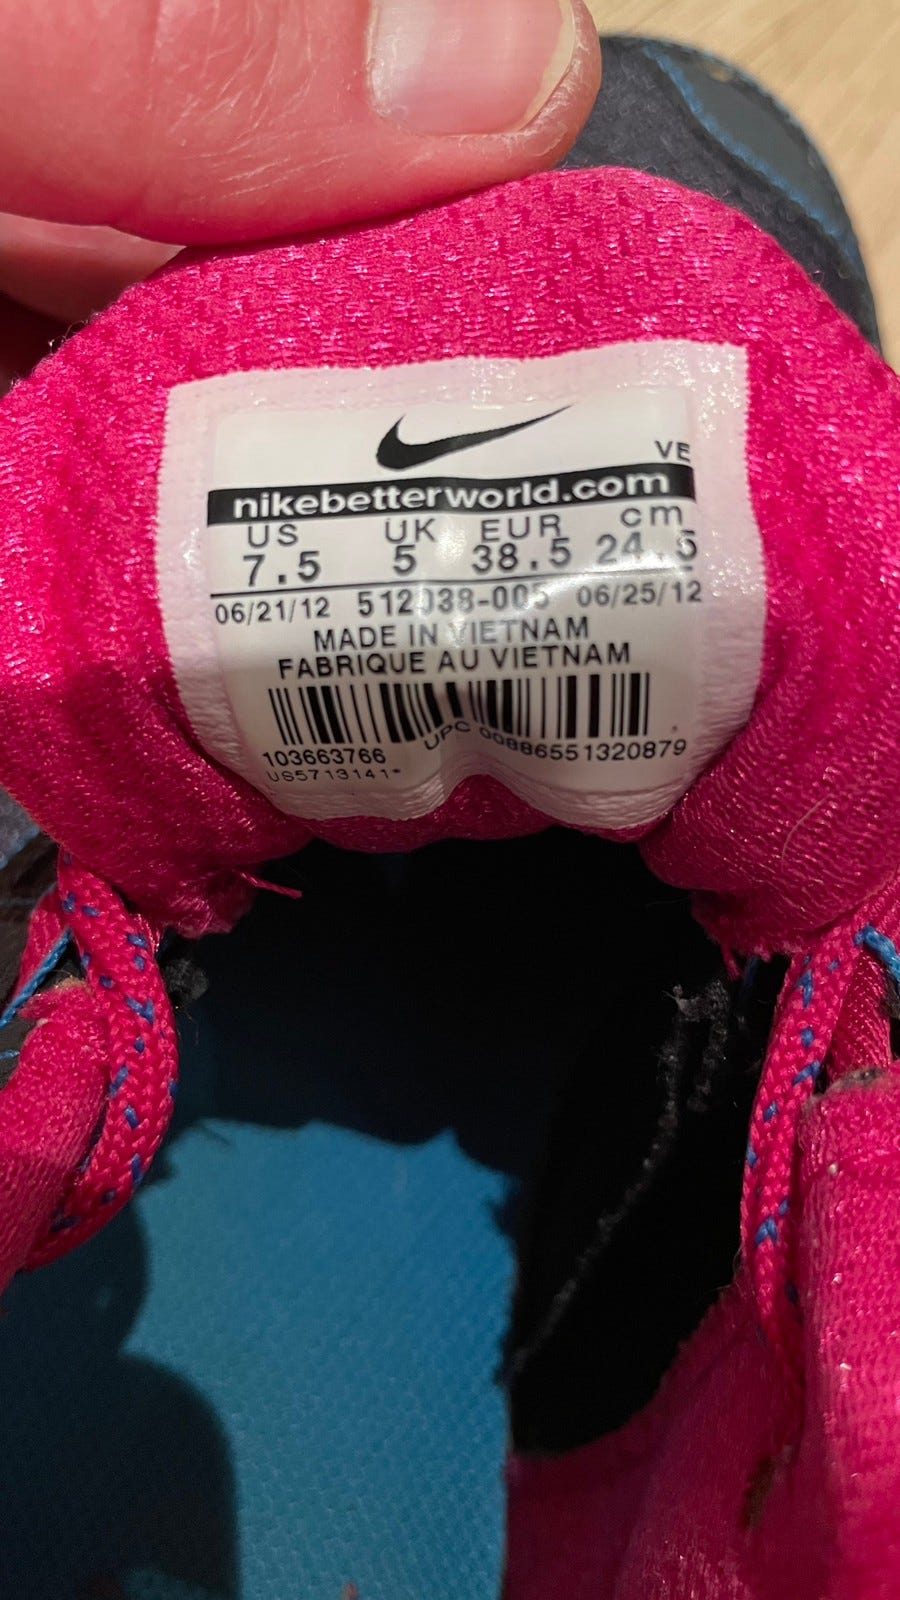 VE
nikebetterworld.com
US UK EUR cm
7.5 5 38.5 24.5
06/21/12 512038-005 06/25/12
MADE IN VIETNAM
FABRIQUE AU VIETNAM
103663766 UPC 00886551320879
US5713141*